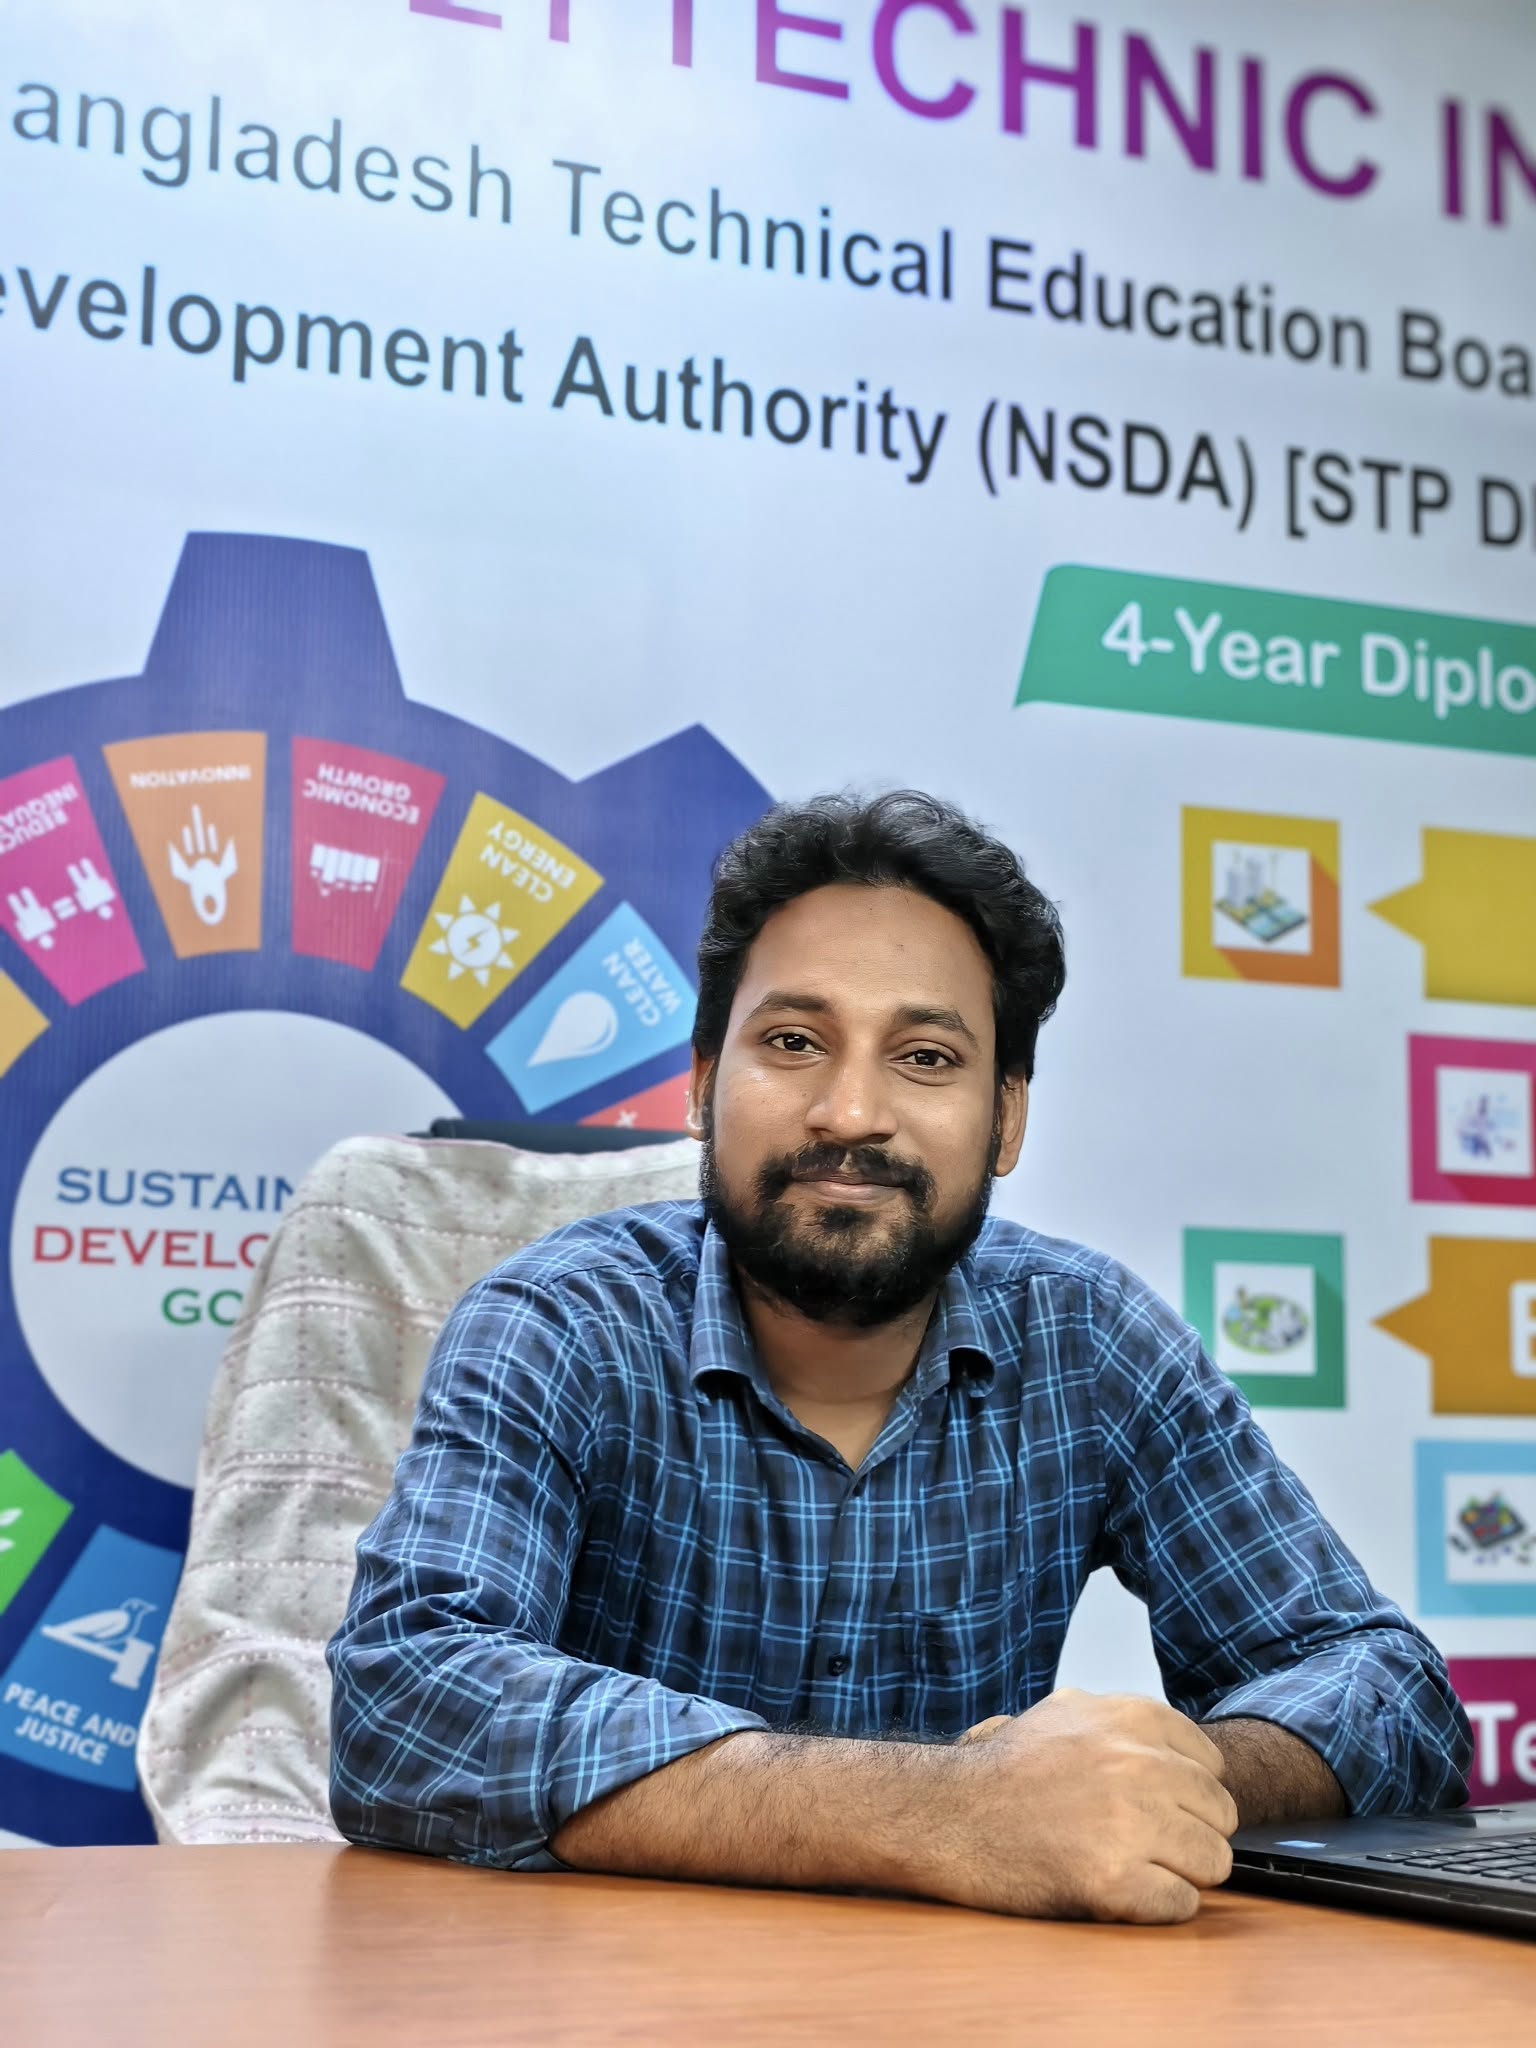 LITECHNIC IN
angladesh Technical Education Boa
evelopment Authority (NSDA) [STP D
4-Year Diplo
INNOVATION
ECONOMIC
GROWTH
CLEAN
ENERGY
CLEAN
WATER
SUSTAIN
DEVELO
GO
PEACE AND
JUSTICE
Te